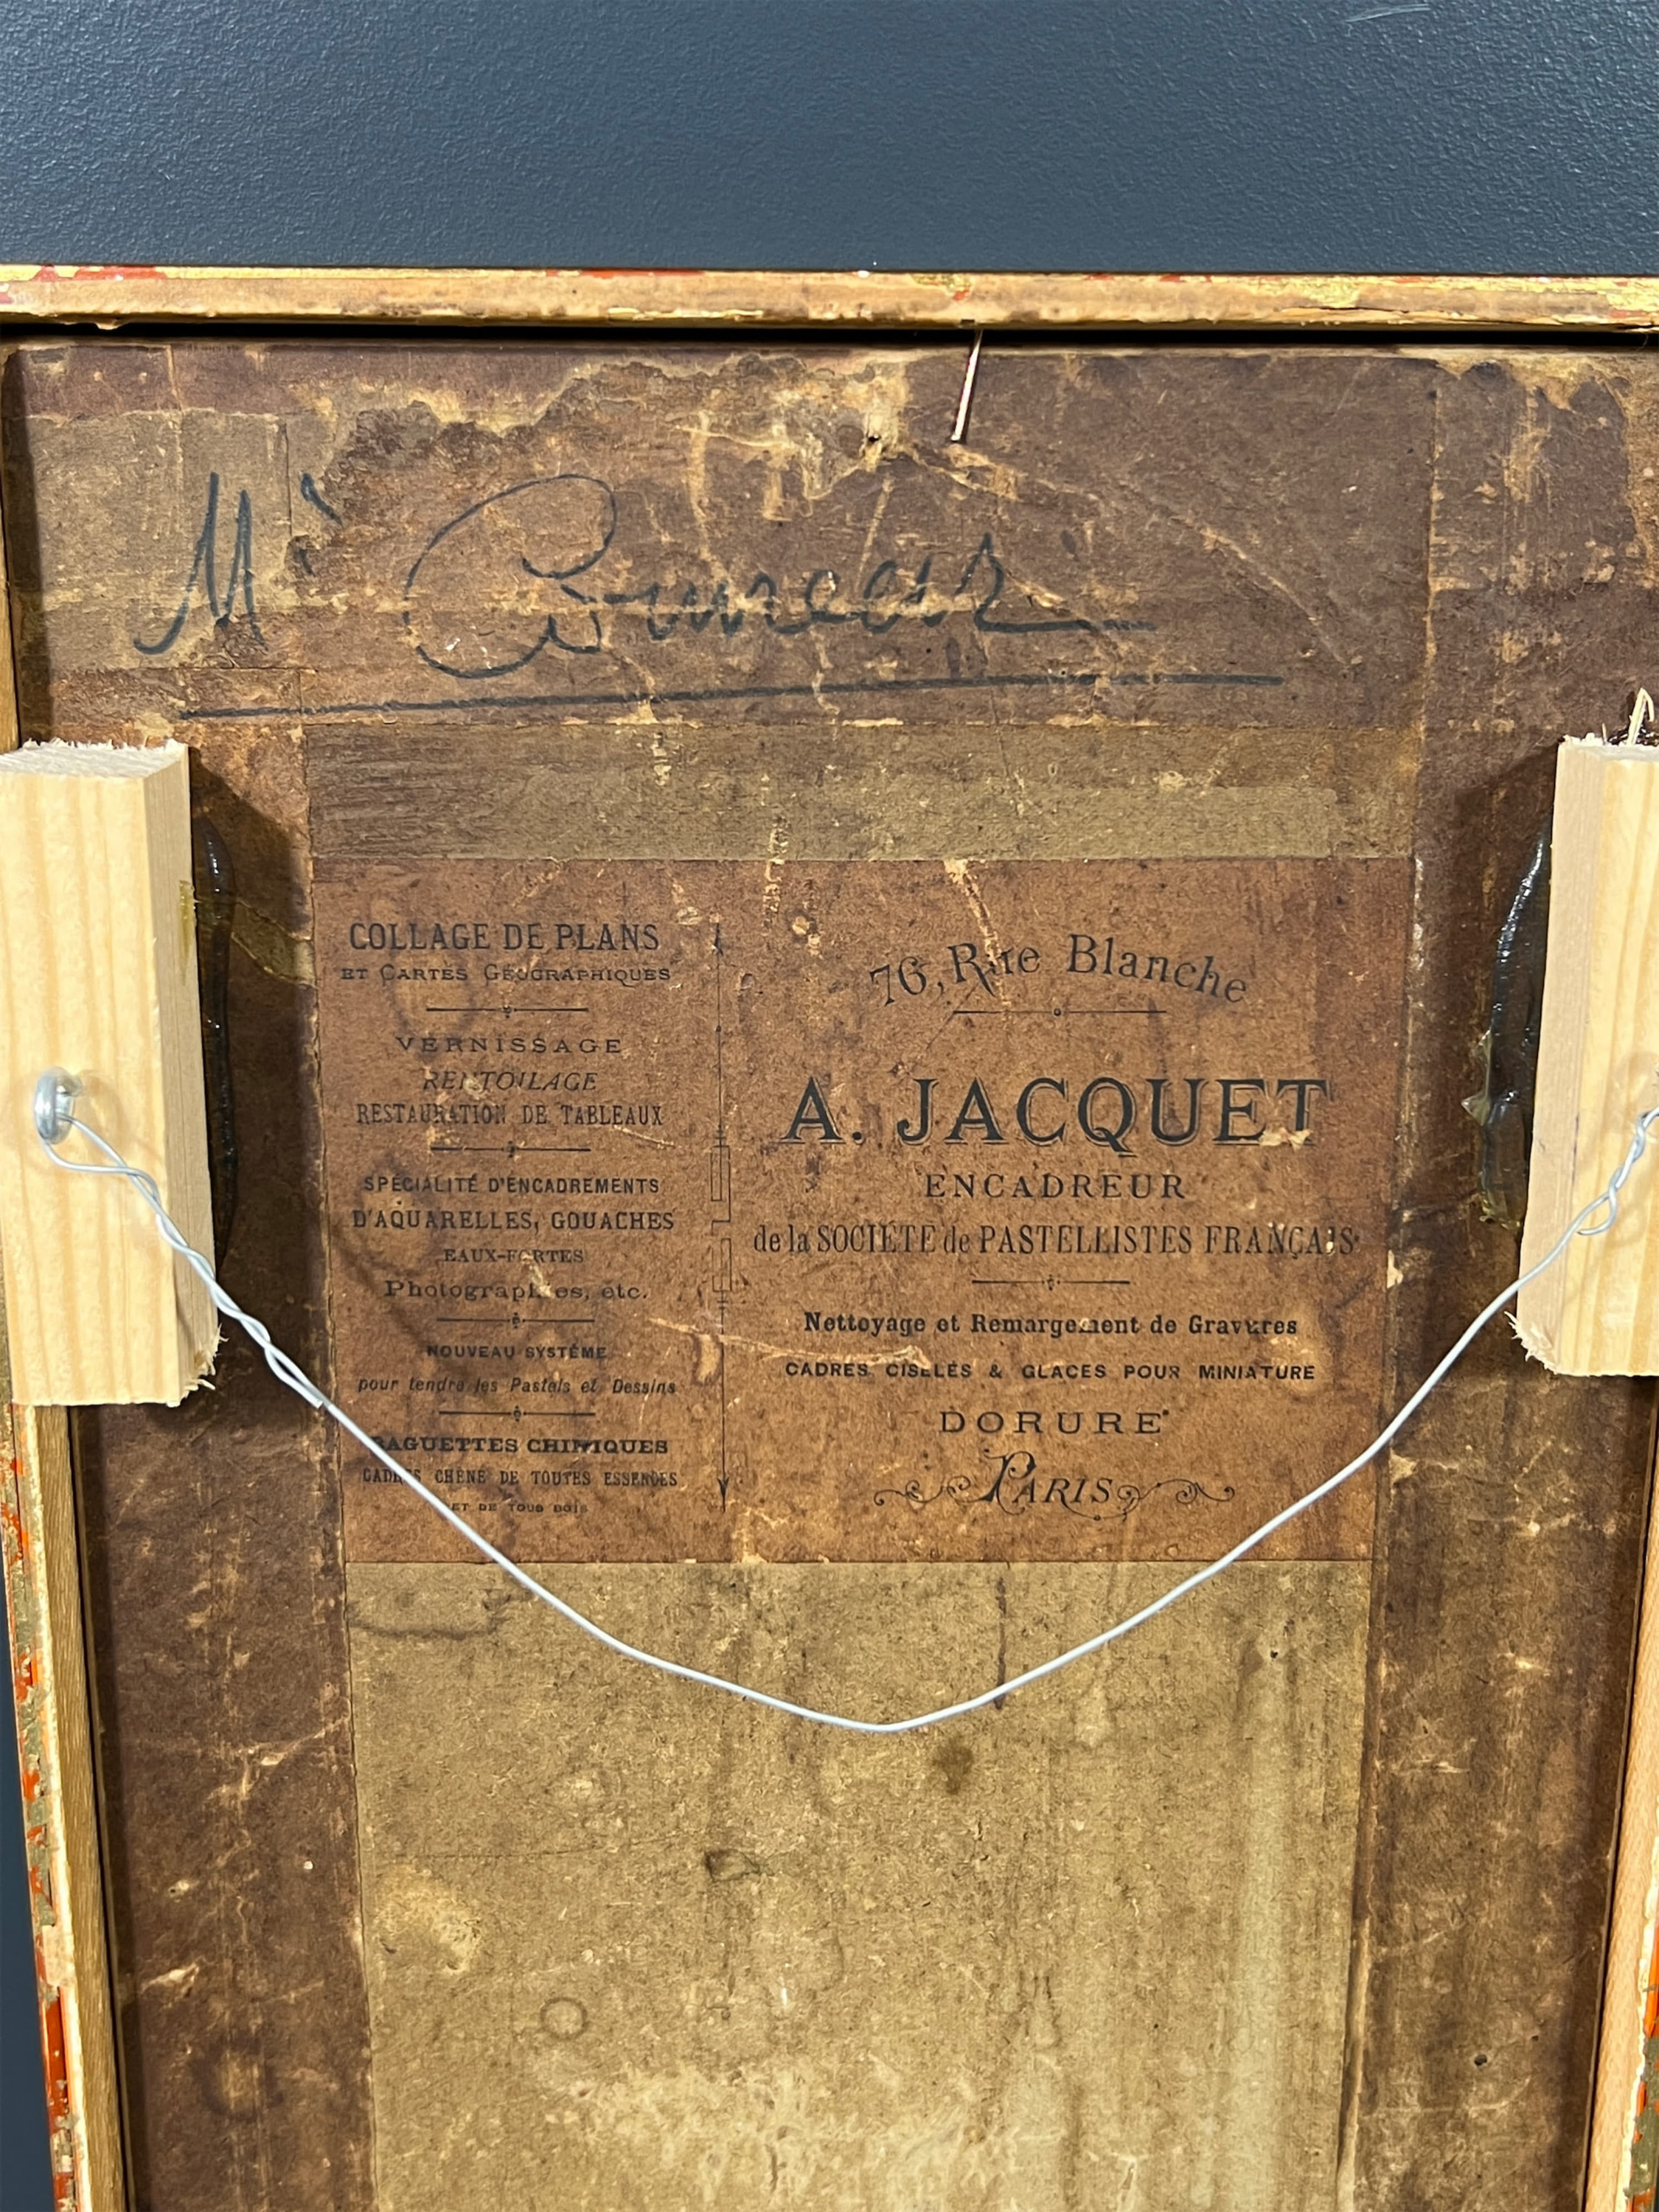 Mr
COLLAGE DE PLANS
ET CARTES GÉOGRAPHIQUES
VERNISSAGE
RENTOILAGE
RESTAURATION DE TABLEAUX
SPÉCIALITÉ D'ENCADREMENTS
D'AQUARELLES, GOUACHES
EAUX-FORTES
Photographies, etc.
NOUVEAU SYSTÈME
pour tendre les Pastels et Dessins
BAGUETTES CHIMIQUES
CADRES CHÊNE DE TOUTES ESSENCES
ET DE TOUS BOIS
76, Rue Blanche
A. JACQUET
ENCADREUR
de la SOCIÉTÉ de PASTELLISTES FRANÇAIS
Nettoyage et Remargement de Gravures
CADRES CISELÉS & GLACES POUR MINIATURE
DORURE
PARIS